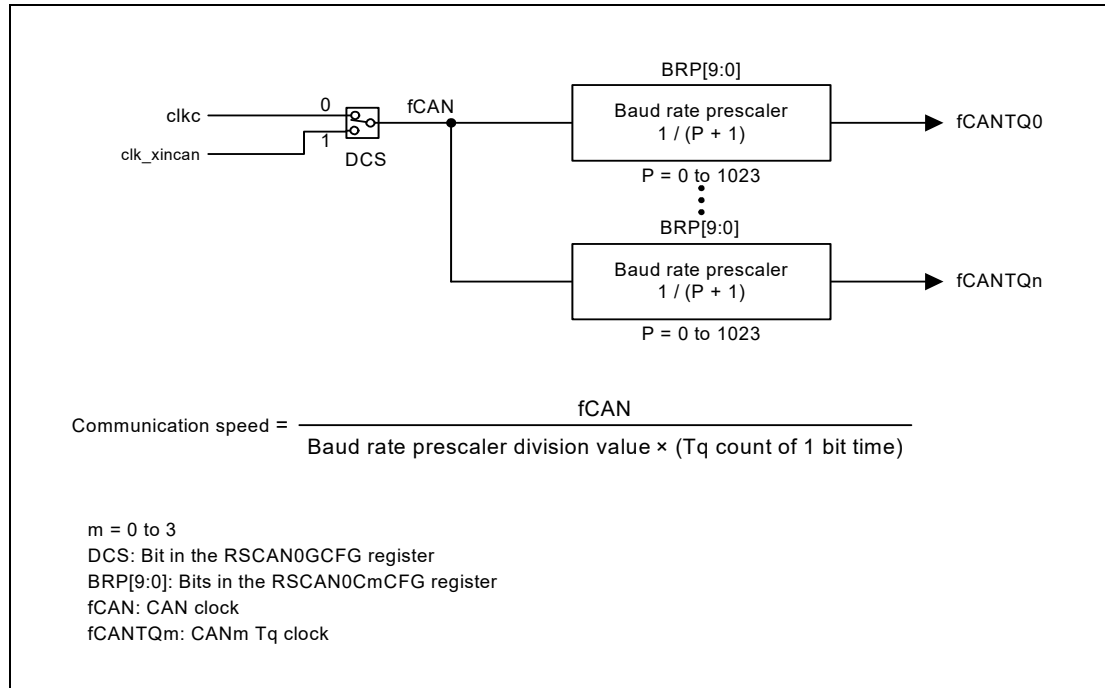 BRP[9:0]
clkc
0
fCAN
Baud rate prescaler
1 / (P + 1)
fCANTQ0
clk_xincan
1
DCS
P = 0 to 1023
BRP[9:0]
Baud rate prescaler
1 / (P + 1)
fCANTQn
P = 0 to 1023
Communication speed =
fCAN
Baud rate prescaler division value × (Tq count of 1 bit time)
m = 0 to 3
DCS: Bit in the RSCAN0GCFG register
BRP[9:0]: Bits in the RSCAN0CmCFG register
fCAN: CAN clock
fCANTQm: CANm Tq clock